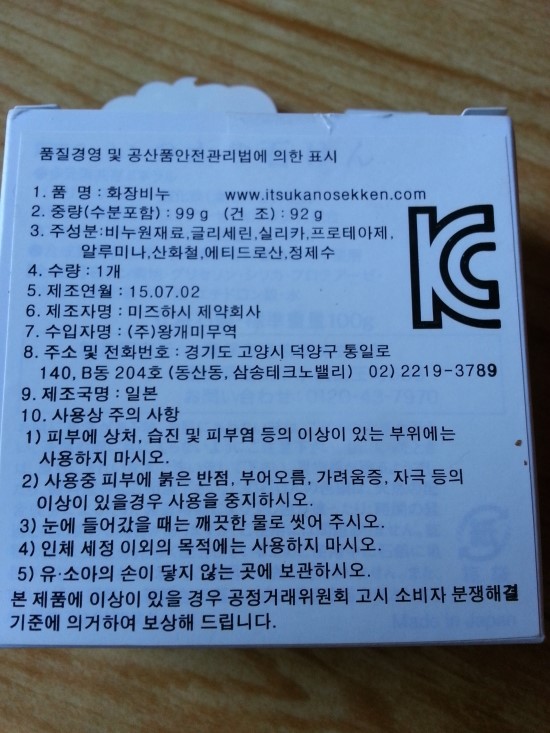 품질경영 및 공산품안전관리법에 의한 표시
1. 품 명 : 화장비누 www.itsukanosekken.com
2. 중량(수분포함) : 99 g (건 조) : 92 g
3. 주성분:비누원재료,글리세린,실리카,프로테아제,
알루미나,산화철,에티드로산,정제수
4. 수량 : 1개
5. 제조연월 : 15.07.02
6. 제조자명 : 미즈하시 제약회사
7. 수입자명 : (주)왕개미무역
8. 주소 및 전화번호 : 경기도 고양시 덕양구 통일로
140, B동 204호 (동산동, 삼송테크노밸리) 02) 2219-3789
9. 제조국명 : 일본
10. 사용상 주의 사항
1) 피부에 상처, 습진 및 피부염 등의 이상이 있는 부위에는
사용하지 마시오.
2) 사용중 피부에 붉은 반점, 부어오름, 가려움증, 자극 등의
이상이 있을경우 사용을 중지하시오.
3) 눈에 들어갔을 때는 깨끗한 물로 씻어 주시오.
4) 인체 세정 이외의 목적에는 사용하지 마시오.
5) 유·소아의 손이 닿지 않는 곳에 보관하시오.
본 제품에 이상이 있을 경우 공정거래위원회 고시 소비자 분쟁해결
기준에 의거하여 보상해 드립니다.
KC